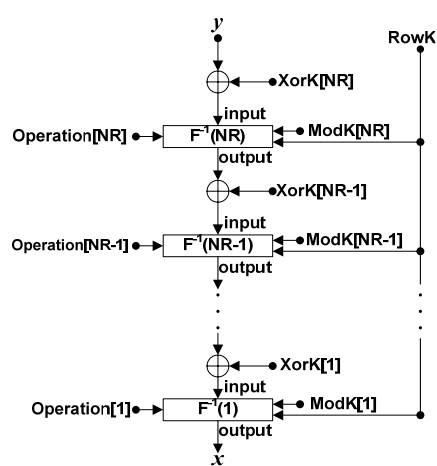 y
RowK
XorK[NR]
input
Operation[NR]
F⁻¹(NR)
ModK[NR]
output
XorK[NR-1]
input
Operation[NR-1]
F⁻¹(NR-1)
ModK[NR-1]
output
XorK[1]
input
Operation[1]
F⁻¹(1)
ModK[1]
output
x